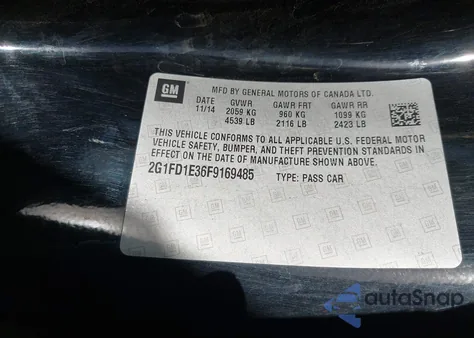 GM
MFD BY GENERAL MOTORS OF CANADA LTD.
DATE GVWR GAWR FRT GAWR RR
11/14 2059 KG 960 KG 1099 KG
4539 LB 2116 LB 2423 LB
THIS VEHICLE CONFORMS TO ALL APPLICABLE U.S. FEDERAL MOTOR
VEHICLE SAFETY, BUMPER, AND THEFT PREVENTION STANDARDS IN
EFFECT ON THE DATE OF MANUFACTURE SHOWN ABOVE.
2G1FD1E36F9169485 TYPE: PASS CAR
autoSnap